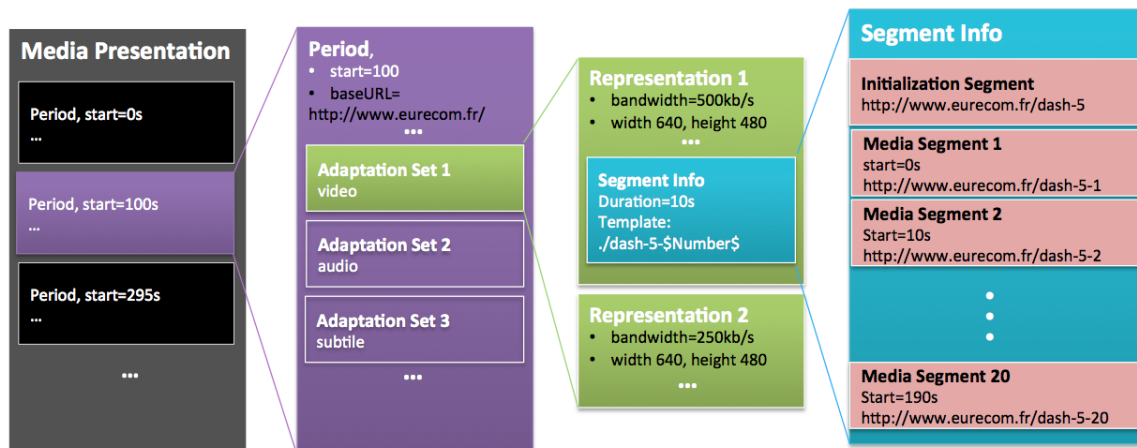 Media Presentation
Period, start=0s
...
Period, start=100s
...
Period, start=295s
...
...
Period,
• start=100
• baseURL=
http://www.eurecom.fr/
...
Adaptation Set 1
video
Adaptation Set 2
audio
Adaptation Set 3
subtile
...
Representation 1
• bandwidth=500kb/s
• width 640, height 480
...
Segment Info
Duration=10s
Template:
./dash-5-$Number$
Representation 2
• bandwidth=250kb/s
• width 640, height 480
...
Segment Info
Initialization Segment
http://www.eurecom.fr/dash-5
Media Segment 1
start=0s
http://www.eurecom.fr/dash-5-1
Media Segment 2
Start=10s
http://www.eurecom.fr/dash-5-2
Media Segment 20
Start=190s
http://www.eurecom.fr/dash-5-20